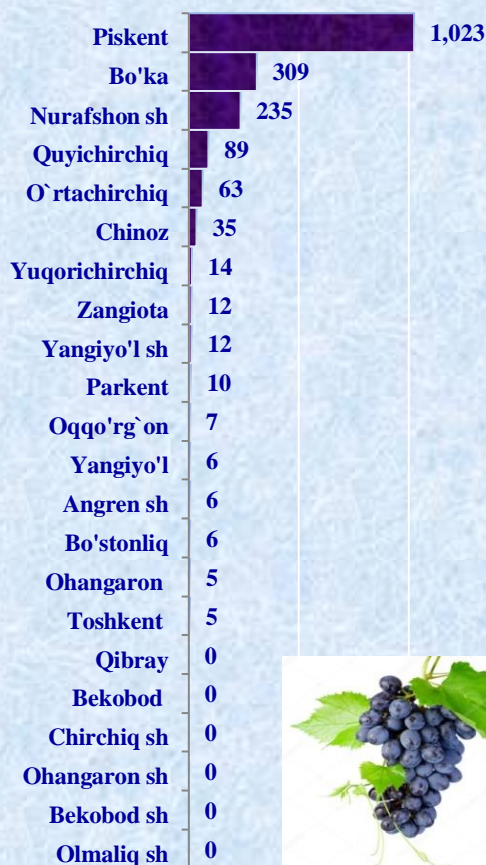 Piskent 1,023
Bo'ka 309
Nurafshon sh 235
Quyichirchiq 89
O`rtachirchiq 63
Chinoz 35
Yuqorichirchiq 14
Zangiota 12
Yangiyo'l sh 12
Parkent 10
Oqqo'rg`on 7
Yangiyo'l 6
Angren sh 6
Bo'stonliq 6
Ohangaron 5
Toshkent 5
Qibray 0
Bekobod 0
Chirchiq sh 0
Ohangaron sh 0
Bekobod sh 0
Olmaliq sh 0